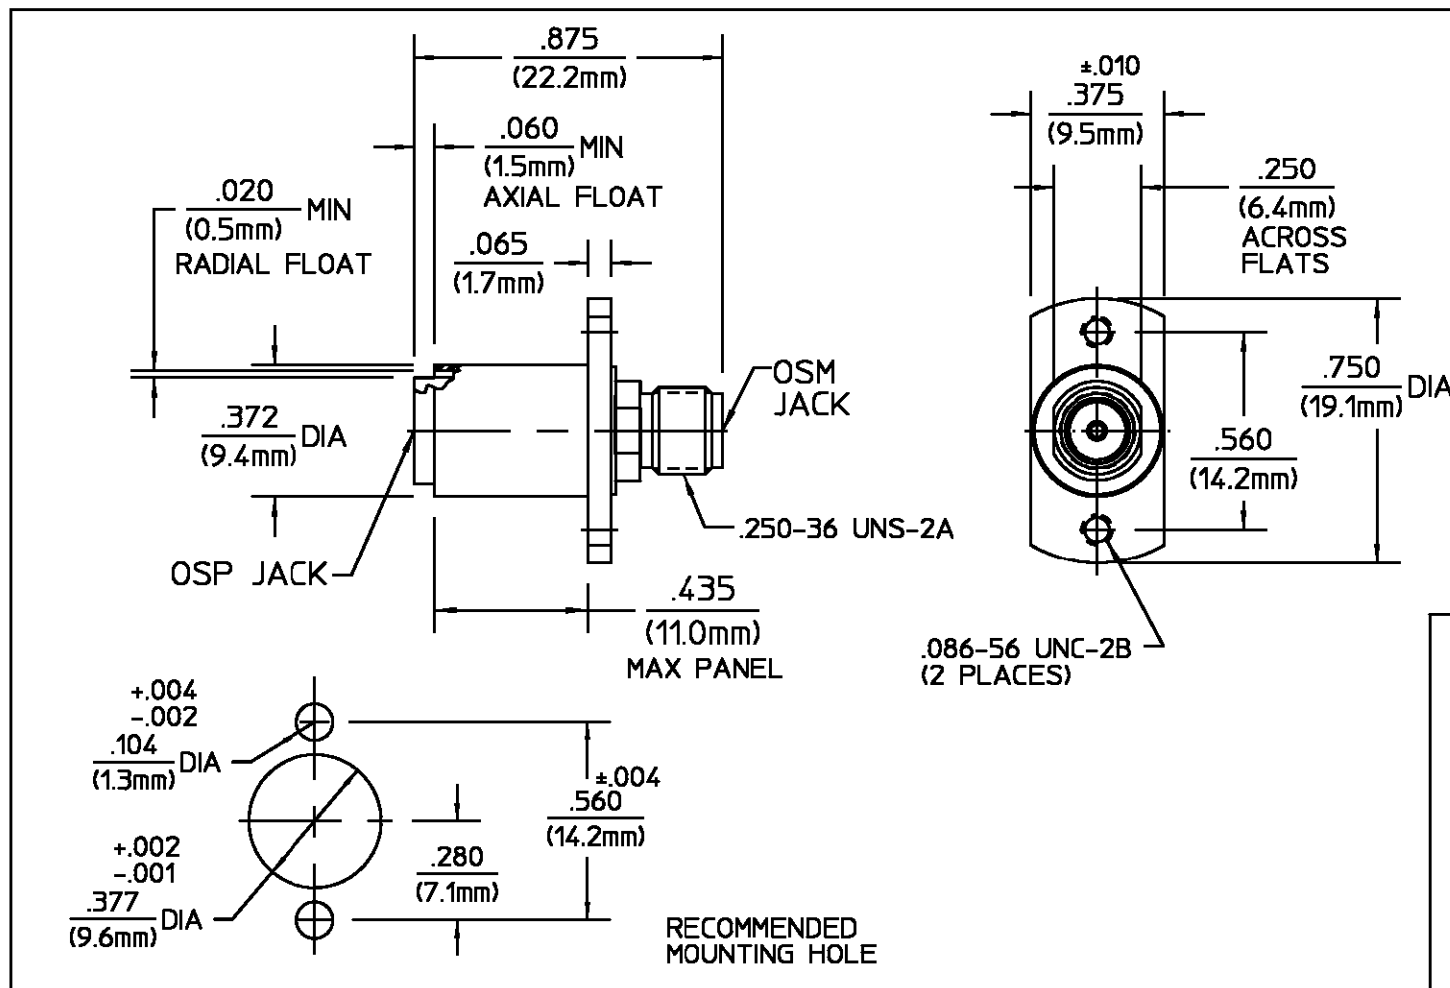 .875
(22.2mm)
.060 MIN
(1.5mm)
AXIAL FLOAT
.020 MIN
(0.5mm)
RADIAL FLOAT
.065
(1.7mm)
.372 DIA
(9.4mm)
OSP JACK
OSM
JACK
.250-36 UNS-2A
.435
(11.0mm)
MAX PANEL
±.010
.375
(9.5mm)
.250
(6.4mm)
ACROSS
FLATS
.750 DIA
(19.1mm)
.560
(14.2mm)
.086-56 UNC-2B
(2 PLACES)
+.004
-.002
.104 DIA
(1.3mm)
+.002
-.001
.377 DIA
(9.6mm)
±.004
.560
(14.2mm)
.280
(7.1mm)
RECOMMENDED
MOUNTING HOLE